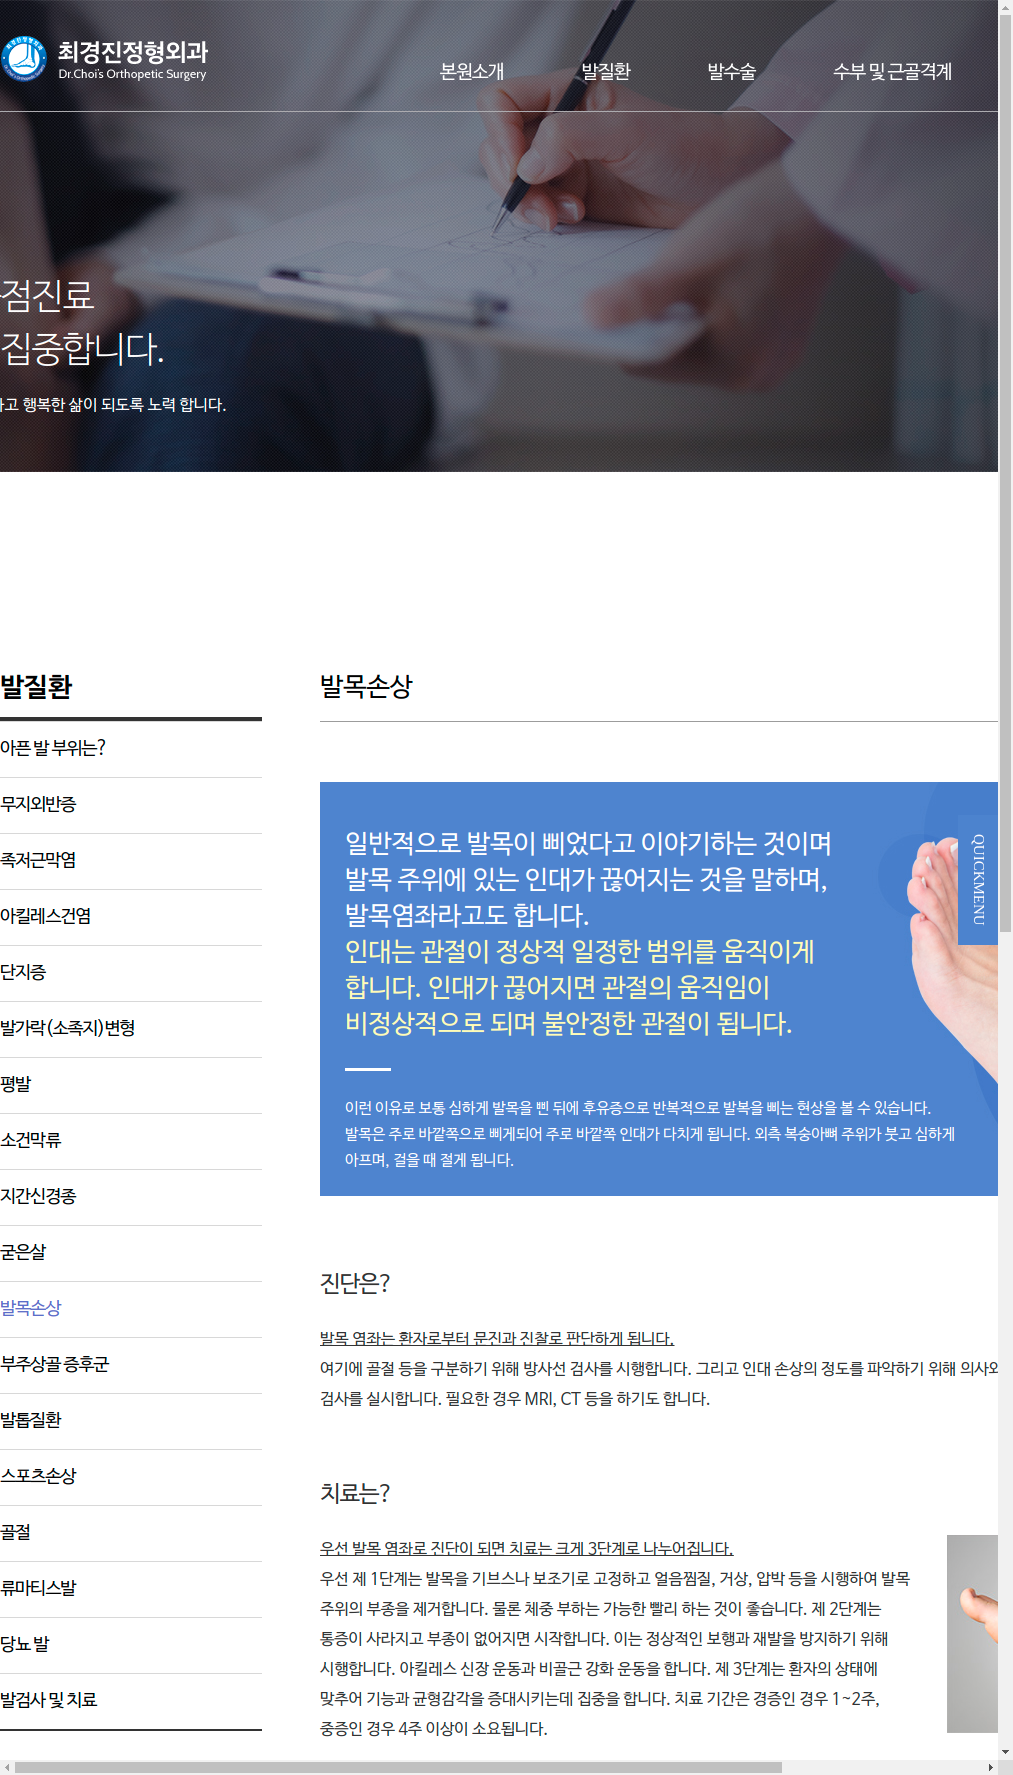 최경진정형외과
Dr.Choi's Orthopetic Surgery
본원소개
발질환
발수술
수부 및 근골격계
점진료
집중합니다.
하고 행복한 삶이 되도록 노력 합니다.
발질환
아픈 발 부위는?
무지외반증
족저근막염
아킬레스건염
단지증
발가락(소족지)변형
평발
소건막류
지간신경종
굳은살
발목손상
부주상골 증후군
발톱질환
스포츠손상
골절
류마티스발
당뇨 발
발검사 및 치료
발목손상
일반적으로 발목이 삐었다고 이야기하는 것이며
발목 주위에 있는 인대가 끊어지는 것을 말하며,
발목염좌라고도 합니다.
인대는 관절이 정상적 일정한 범위를 움직이게
합니다. 인대가 끊어지면 관절의 움직임이
비정상적으로 되며 불안정한 관절이 됩니다.
이런 이유로 보통 심하게 발목을 삔 뒤에 후유증으로 반복적으로 발복을 삐는 현상을 볼 수 있습니다.
발목은 주로 바깥쪽으로 삐게되어 주로 바깥쪽 인대가 다치게 됩니다. 외측 복숭아뼈 주위가 붓고 심하게
아프며, 걸을 때 절게 됩니다.
QUICKMENU
진단은?
발목 염좌는 환자로부터 문진과 진찰로 판단하게 됩니다.
여기에 골절 등을 구분하기 위해 방사선 검사를 시행합니다. 그리고 인대 손상의 정도를 파악하기 위해 의사와
검사를 실시합니다. 필요한 경우 MRI, CT 등을 하기도 합니다.
치료는?
우선 발목 염좌로 진단이 되면 치료는 크게 3단계로 나누어집니다.
우선 제 1단계는 발목을 기브스나 보조기로 고정하고 얼음찜질, 거상, 압박 등을 시행하여 발목
주위의 부종을 제거합니다. 물론 체중 부하는 가능한 빨리 하는 것이 좋습니다. 제 2단계는
통증이 사라지고 부종이 없어지면 시작합니다. 이는 정상적인 보행과 재발을 방지하기 위해
시행합니다. 아킬레스 신장 운동과 비골근 강화 운동을 합니다. 제 3단계는 환자의 상태에
맞추어 기능과 균형감각을 증대시키는데 집중을 합니다. 치료 기간은 경증인 경우 1~2주,
중증인 경우 4주 이상이 소요됩니다.